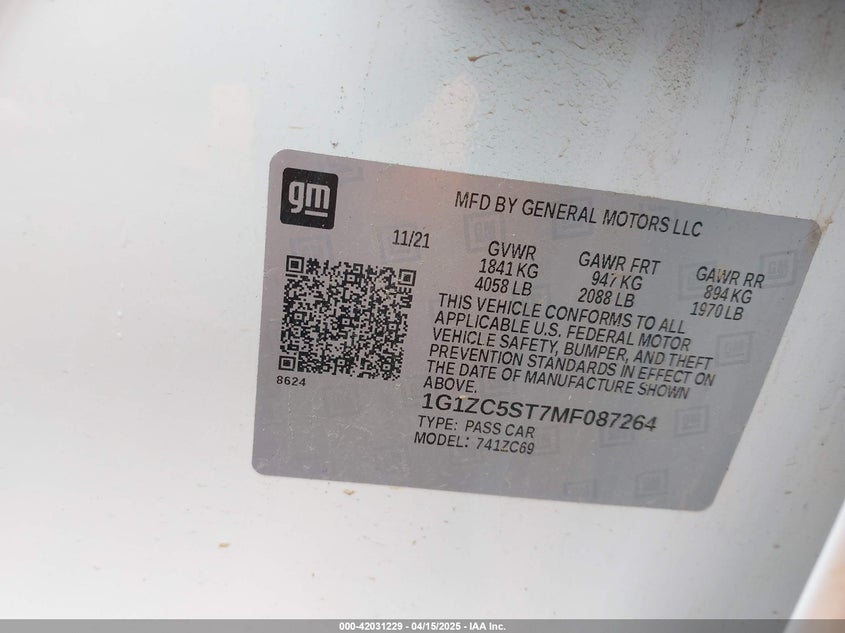 gm
MFD BY GENERAL MOTORS LLC
11/21
GVWR
1841 KG
4058 LB
GAWR FRT
947 KG
2088 LB
GAWR RR
894 KG
1970 LB
THIS VEHICLE CONFORMS TO ALL
APPLICABLE U.S. FEDERAL MOTOR
VEHICLE SAFETY, BUMPER, AND THEFT
PREVENTION STANDARDS IN EFFECT ON
THE DATE OF MANUFACTURE SHOWN
ABOVE.
8624
1G1ZC5ST7MF087264
TYPE: PASS CAR
MODEL: 741ZC69
000-42031229 - 04/15/2025 - IAA Inc.